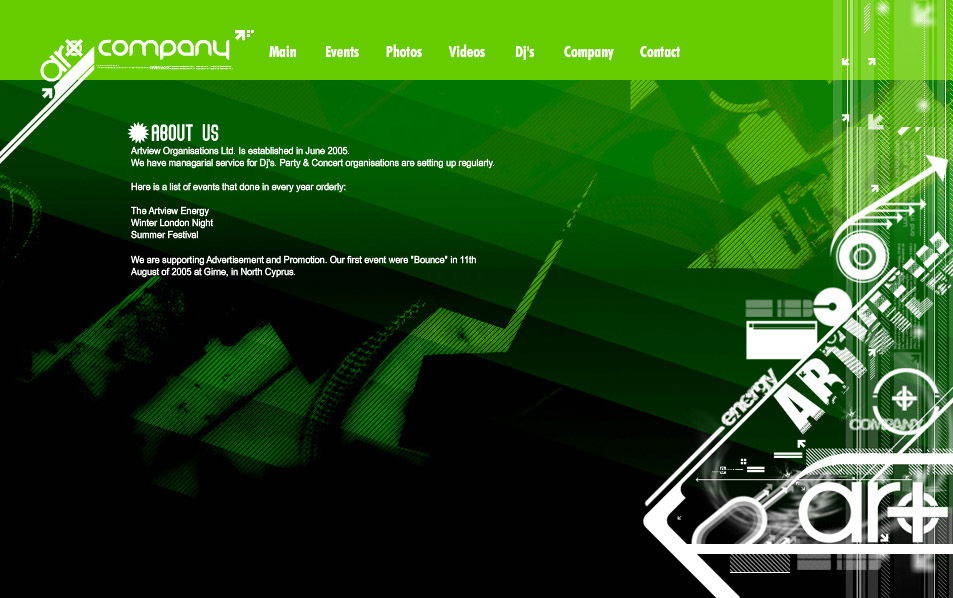 art company
Main Events Photos Videos Dj's Company Contact
ABOUT US
Artview Organisations Ltd. Is established in June 2005.
We have managarial service for Dj's. Party & Concert organisations are setting up regularly.
Here is a list of events that done in every year orderly:
The Artview Energy
Winter London Night
Summer Festival
We are supporting Advertisement and Promotion. Our first event were "Bounce" in 11th
August of 2005 at Girne, in North Cyprus.
energy
COMPANY
art